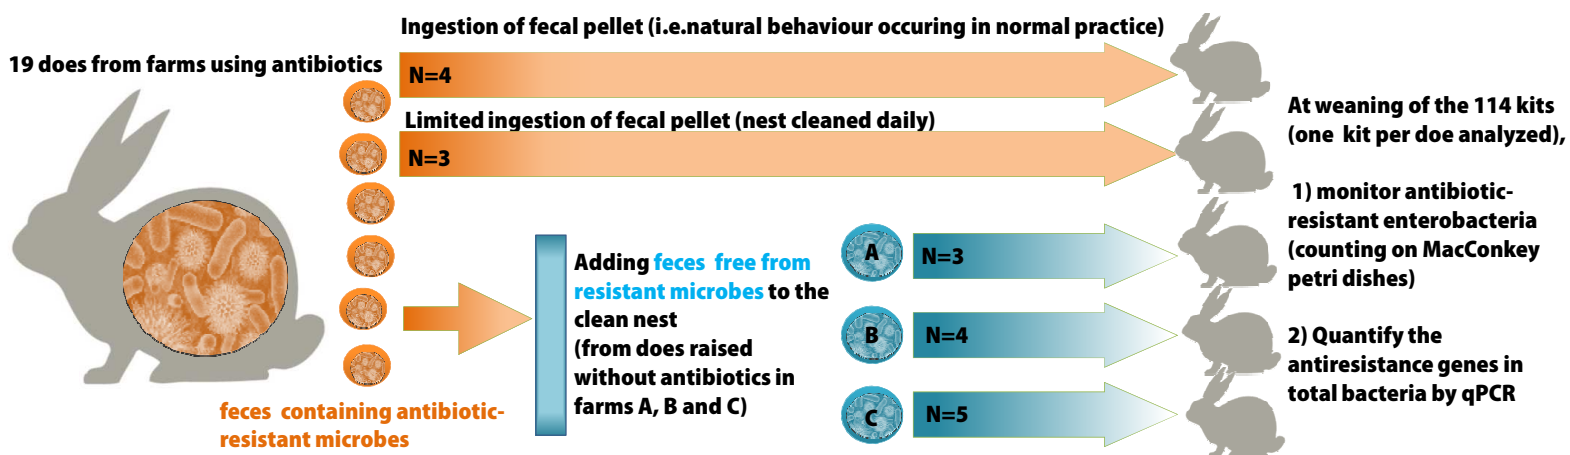 Ingestion of fecal pellet (i.e.natural behaviour occuring in normal practice)
19 does from farms using antibiotics
N=4
Limited ingestion of fecal pellet (nest cleaned daily)
N=3
Adding feces free from
resistant microbes to the
clean nest
(from does raised
without antibiotics in
farms A, B and C)
A
N=3
B
N=4
C
N=5
feces containing antibiotic-
resistant microbes
At weaning of the 114 kits
(one kit per doe analyzed),
1) monitor antibiotic-
resistant enterobacteria
(counting on MacConkey
petri dishes)
2) Quantify the
antiresistance genes in
total bacteria by qPCR